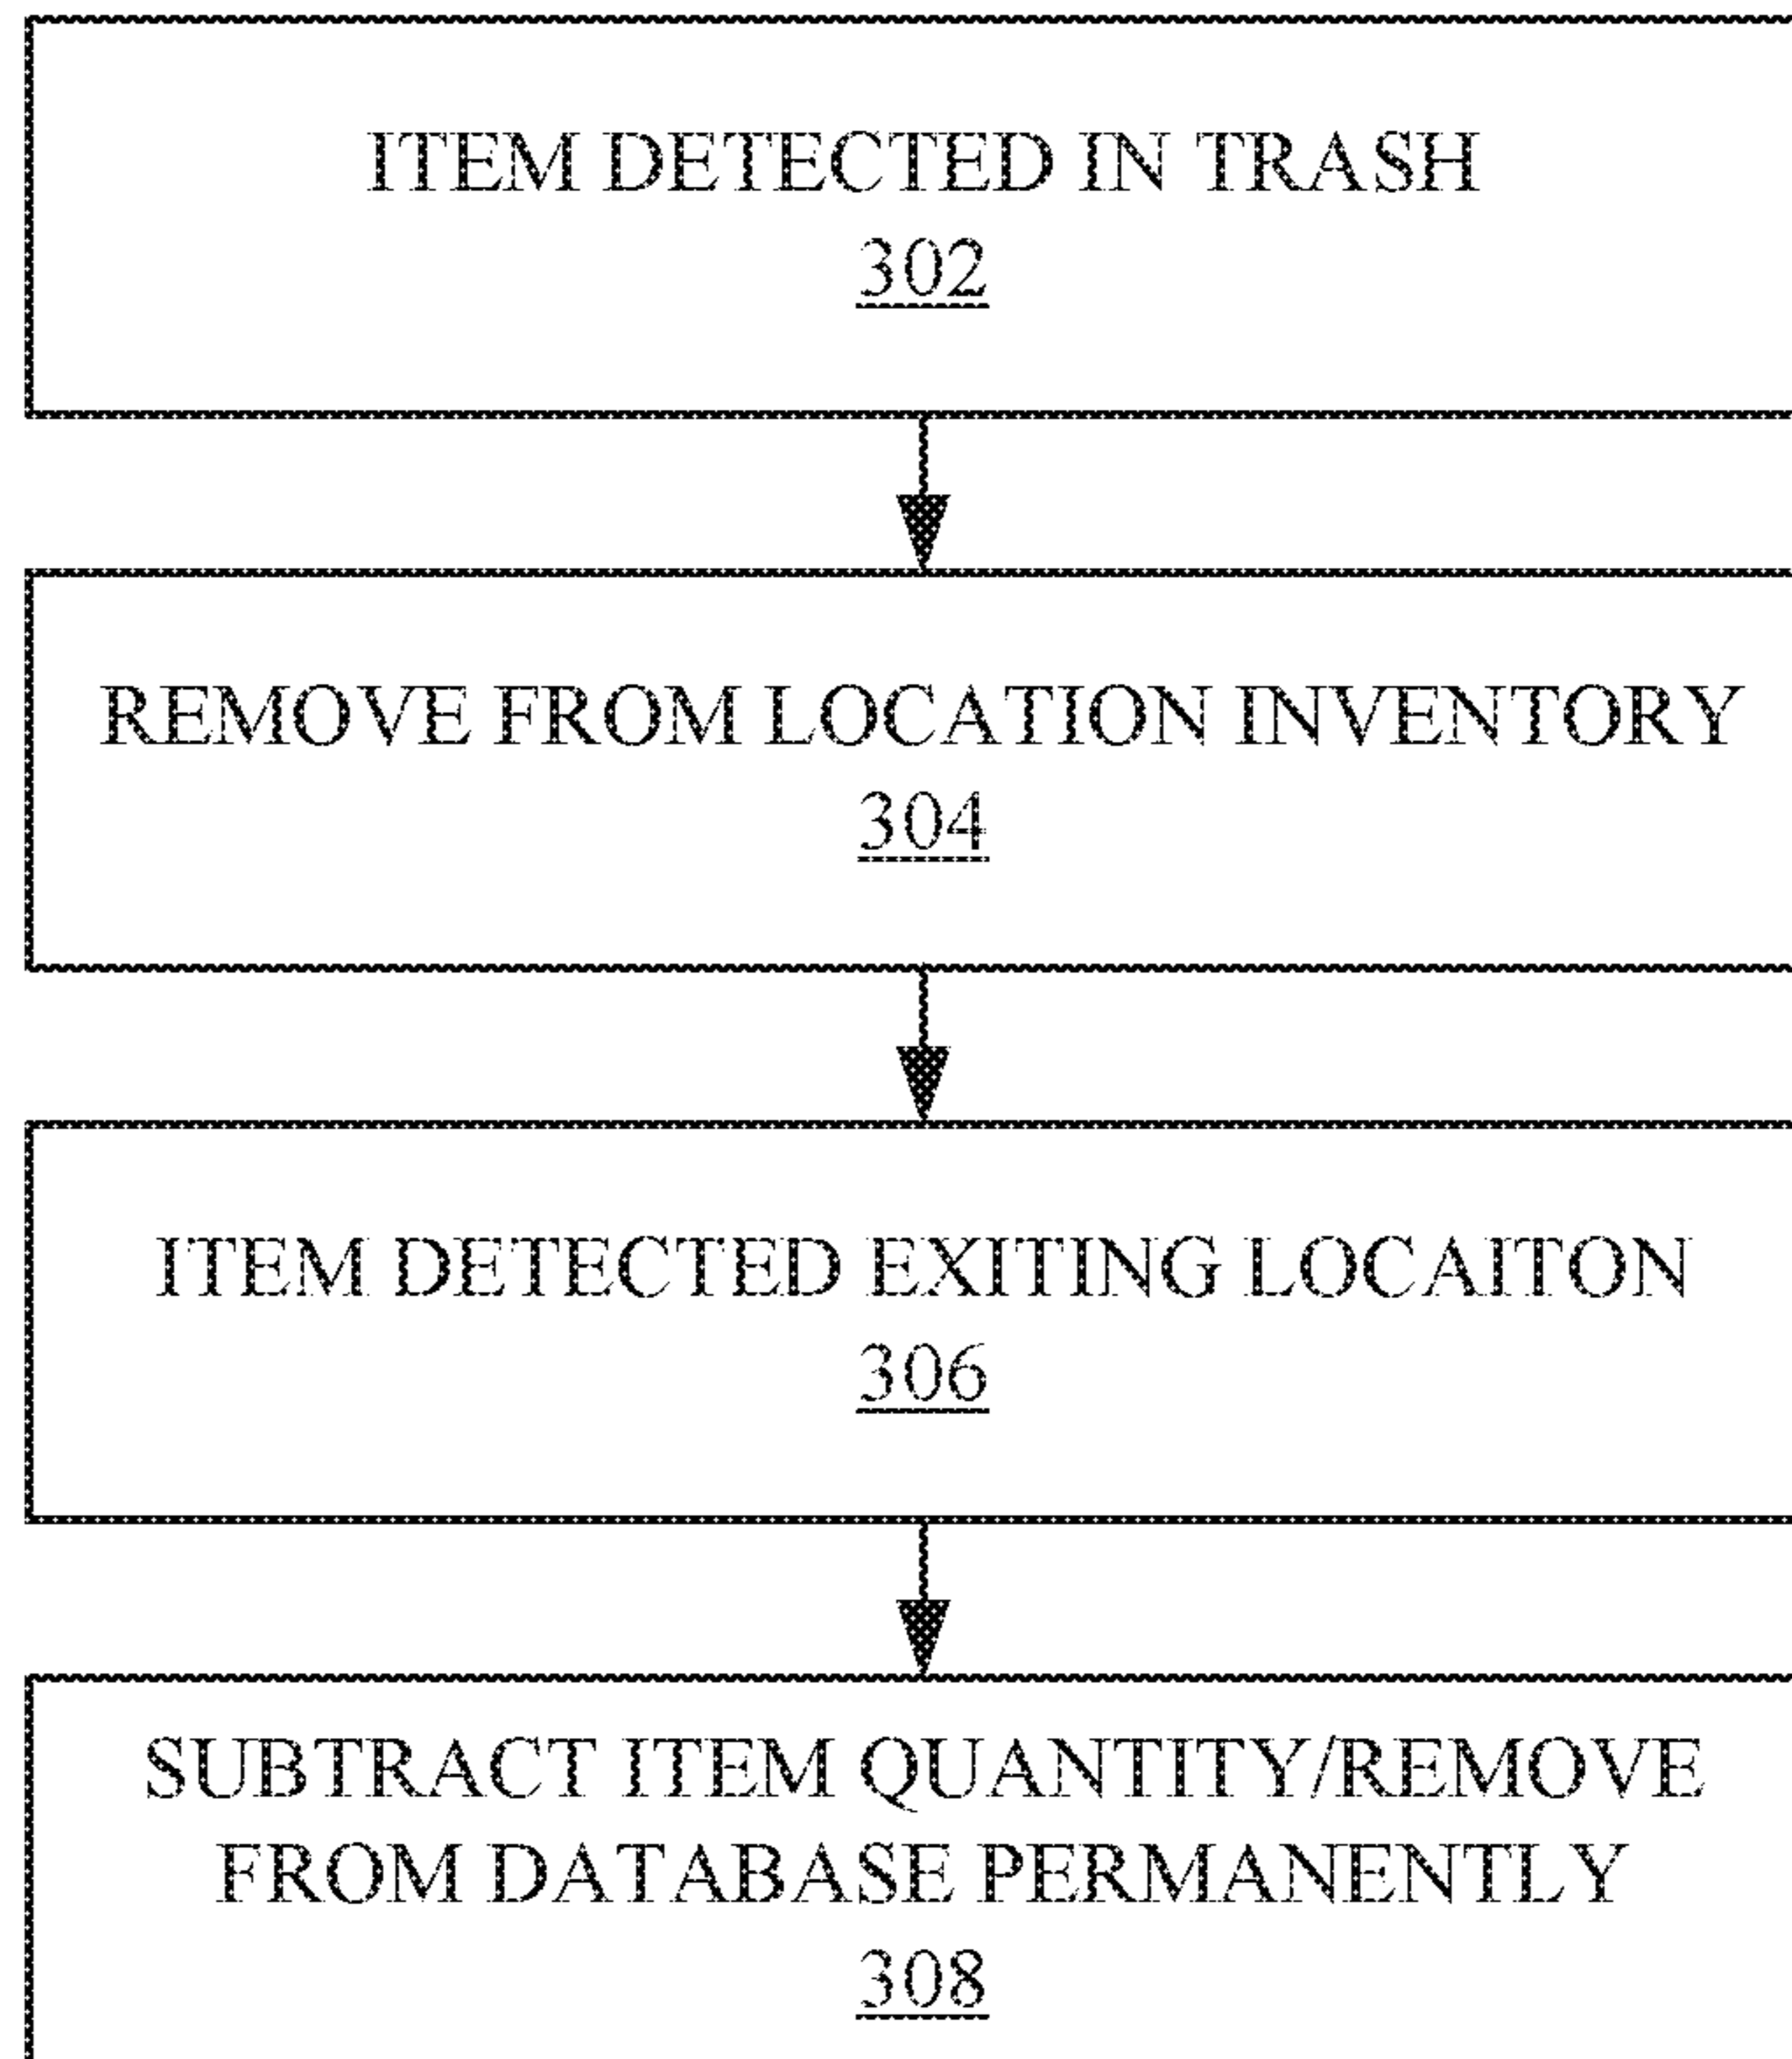 ITEM DETECTED IN TRASH
302
REMOVE FROM LOCATION INVENTORY
304
ITEM DETECTED EXITING LOCAITON
306
SUBTRACT ITEM QUANTITY/REMOVE
FROM DATABASE PERMANENTLY
308